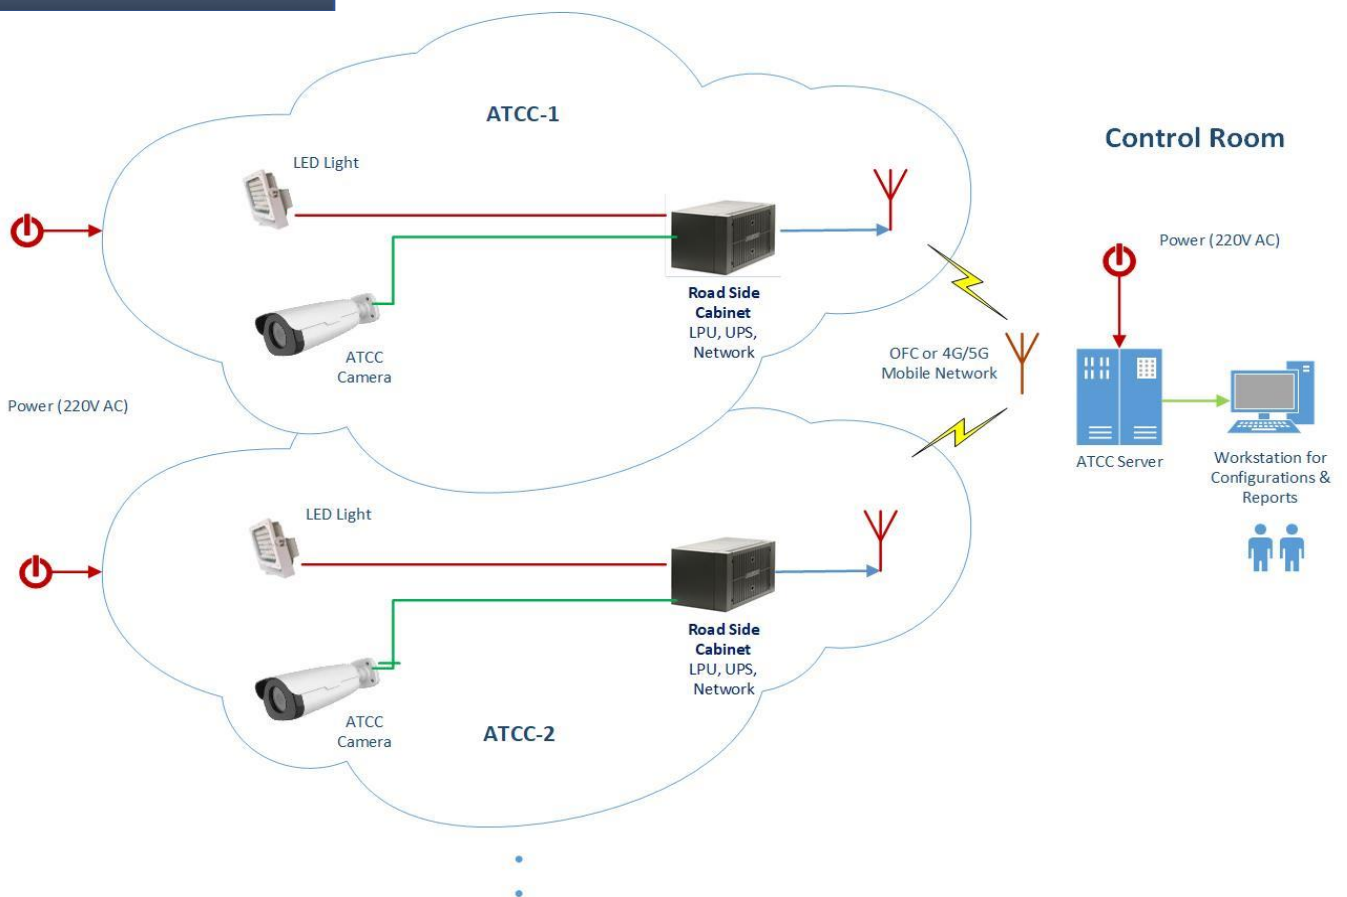 ATCC-1
Control Room
LED Light
Power (220V AC)
Road Side
Cabinet
LPU, UPS,
Network
ATCC
Camera
OFC or 4G/5G
Mobile Network
Power (220V AC)
ATCC Server
Workstation for
Configurations &
Reports
LED Light
Road Side
Cabinet
LPU, UPS,
Network
ATCC
Camera
ATCC-2